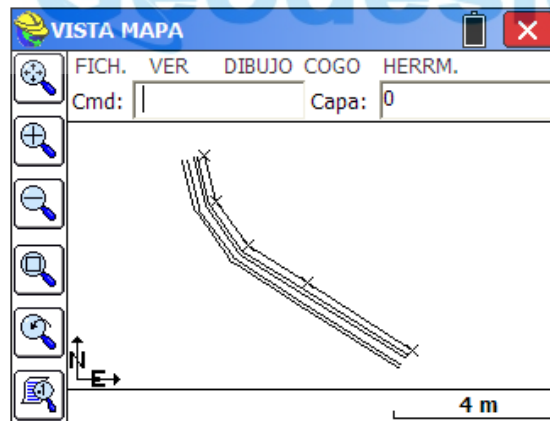 VISTA MAPA
FICH. VER DIBUJO COGO HERRM.
Cmd: Capa: 0
N
E
4 m